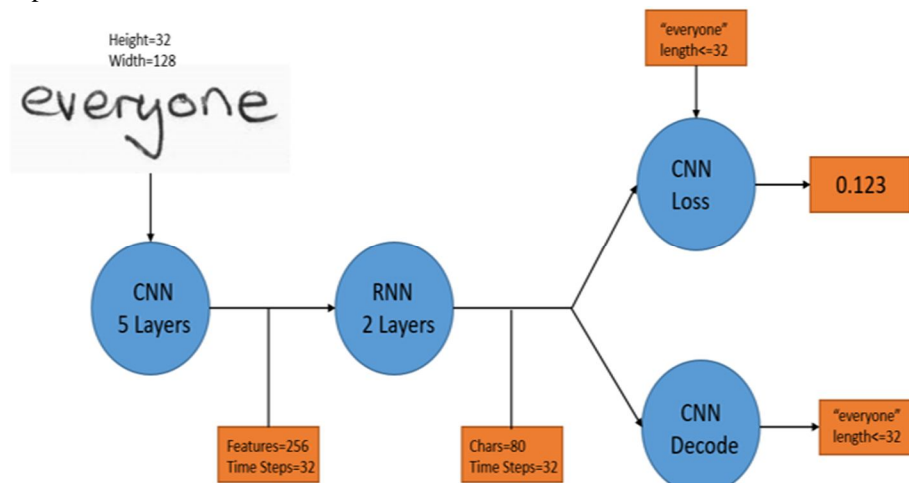 Height=32
Width=128
everyone
"everyone"
length<=32
CNN
Loss
0.123
CNN
5 Layers
RNN
2 Layers
Features=256
Time Steps=32
Chars=80
Time Steps=32
CNN
Decode
"everyone"
length<=32